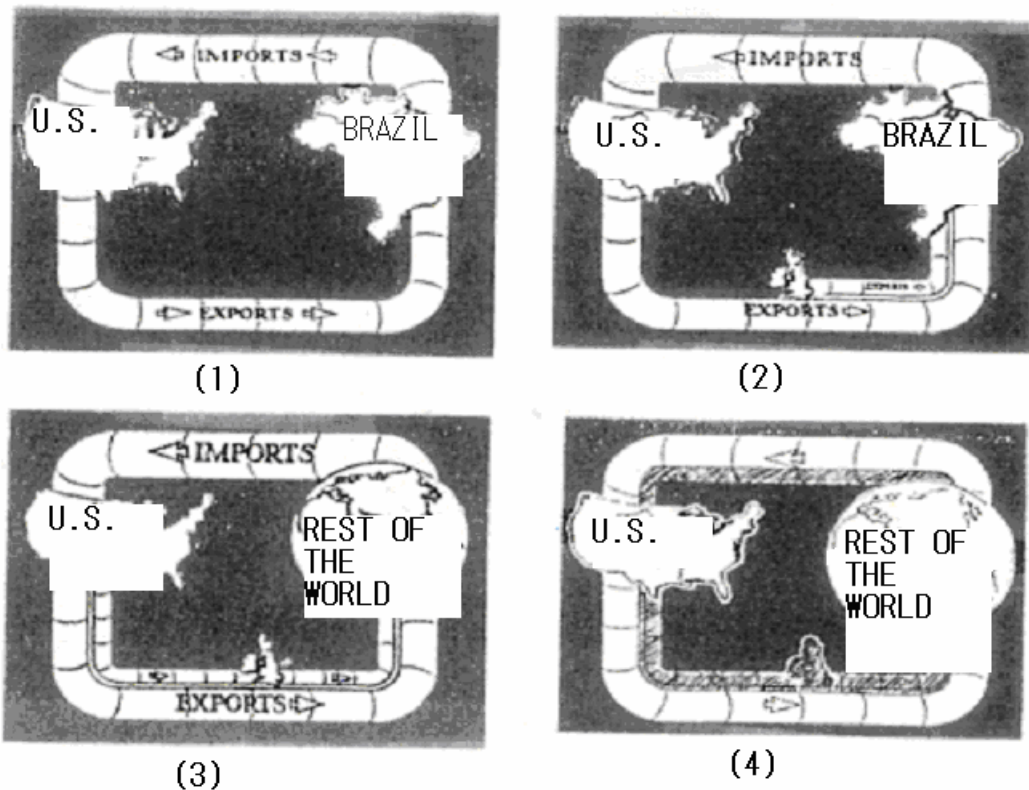 IMPORTS
U.S.
BRAZIL
EXPORTS
(1)
IMPORTS
U.S.
BRAZIL
EXPORTS
(2)
IMPORTS
U.S.
REST OF
THE
WORLD
EXPORTS
(3)
U.S.
REST OF
THE
WORLD
(4)